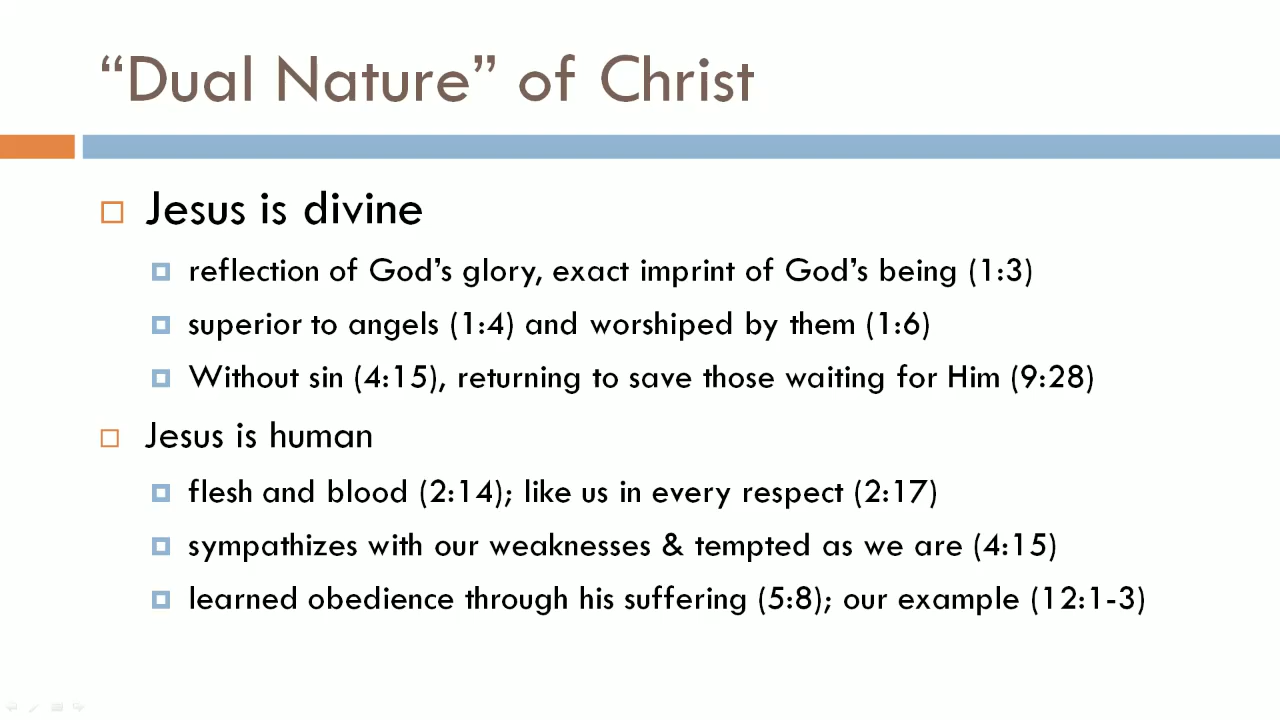 “Dual Nature” of Christ
Jesus is divine
reflection of God’s glory, exact imprint of God’s being (1:3)
superior to angels (1:4) and worshiped by them (1:6)
Without sin (4:15), returning to save those waiting for Him (9:28)
Jesus is human
flesh and blood (2:14); like us in every respect (2:17)
sympathizes with our weaknesses & tempted as we are (4:15)
learned obedience through his suffering (5:8); our example (12:1-3)